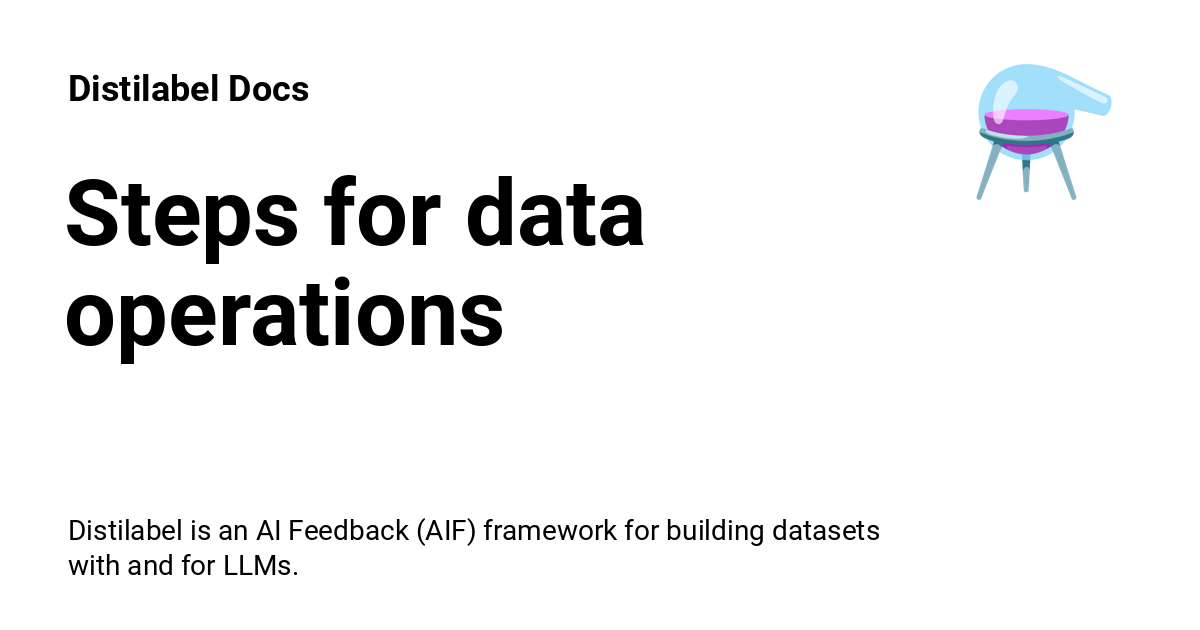 Distilabel Docs
Steps for data
operations
Distilabel is an AI Feedback (AIF) framework for building datasets
with and for LLMs.